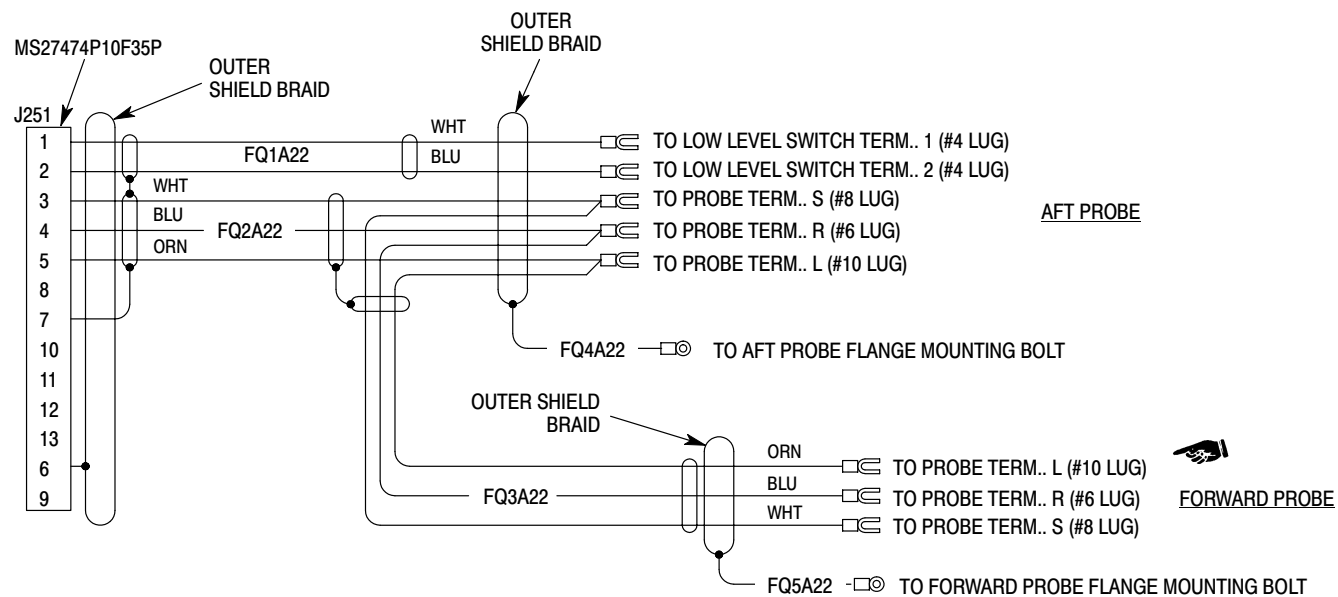 OUTER
SHIELD BRAID
MS27474P10F35P
OUTER
SHIELD BRAID
J251
1
2
3
4
5
8
7
10
11
12
13
6
9
WHT
FQ1A22
BLU
WHT
BLU
FQ2A22
ORN
TO LOW LEVEL SWITCH TERM.. 1 (#4 LUG)
TO LOW LEVEL SWITCH TERM.. 2 (#4 LUG)
TO PROBE TERM.. S (#8 LUG)
TO PROBE TERM.. R (#6 LUG)
TO PROBE TERM.. L (#10 LUG)
AFT PROBE
FQ4A22
TO AFT PROBE FLANGE MOUNTING BOLT
OUTER SHIELD
BRAID
ORN
BLU
FQ3A22
WHT
TO PROBE TERM.. L (#10 LUG)
TO PROBE TERM.. R (#6 LUG)
TO PROBE TERM.. S (#8 LUG)
FORWARD PROBE
FQ5A22
TO FORWARD PROBE FLANGE MOUNTING BOLT